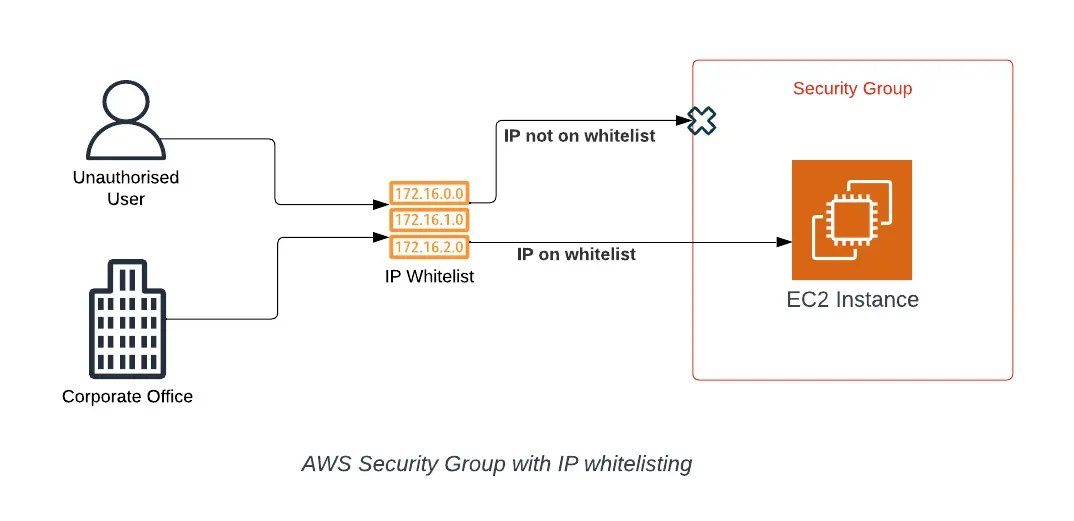 Security Group
IP not on whitelist
Unauthorised
User
172.16.0.0
172.16.1.0
172.16.2.0
IP on whitelist
IP Whitelist
EC2 Instance
Corporate Office
AWS Security Group with IP whitelisting